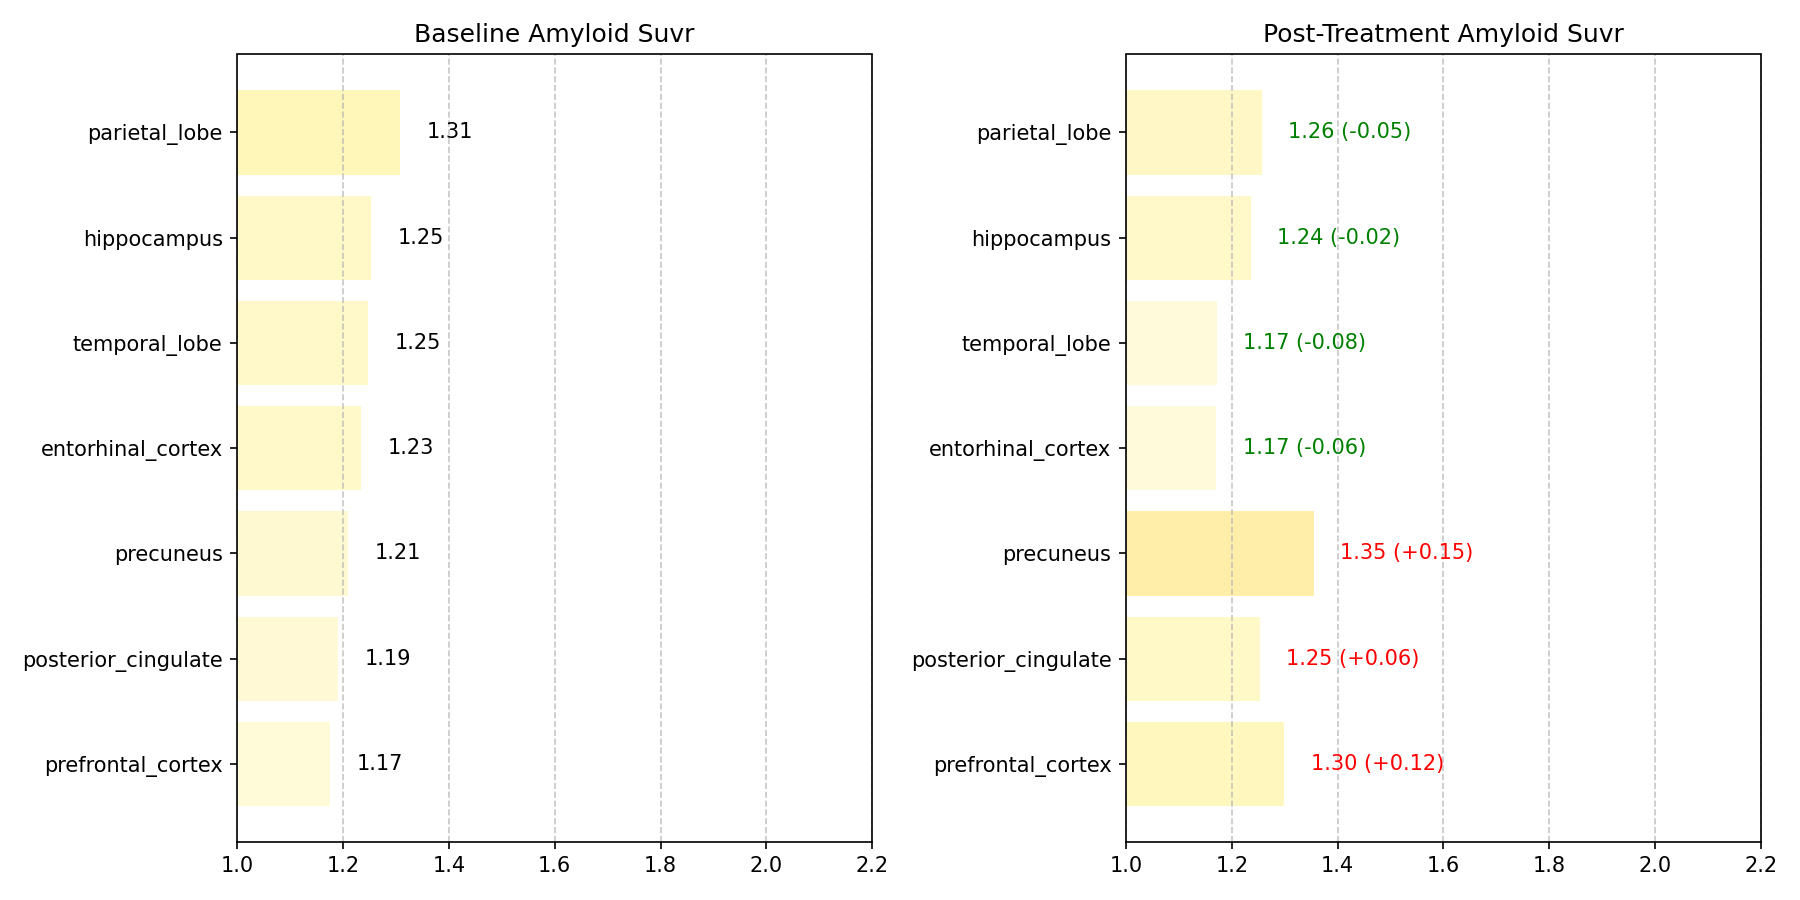 Baseline Amyloid Suvr
parietal_lobe 1.31
hippocampus 1.25
temporal_lobe 1.25
entorhinal_cortex 1.23
precuneus 1.21
posterior_cingulate 1.19
prefrontal_cortex 1.17
1.0 1.2 1.4 1.6 1.8 2.0 2.2
Post-Treatment Amyloid Suvr
parietal_lobe 1.26 (-0.05)
hippocampus 1.24 (-0.02)
temporal_lobe 1.17 (-0.08)
entorhinal_cortex 1.17 (-0.06)
precuneus 1.35 (+0.15)
posterior_cingulate 1.25 (+0.06)
prefrontal_cortex 1.30 (+0.12)
1.0 1.2 1.4 1.6 1.8 2.0 2.2